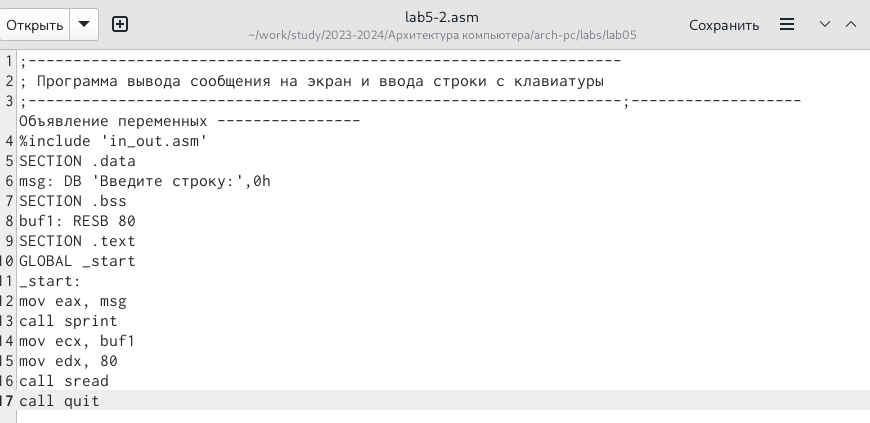 lab5-2.asm
Открыть
~/work/study/2023-2024/Архитектура компьютера/arch-pc/labs/lab05
Сохранить
1 ;------------------------------------------------------------------
2 ; Программа вывода сообщения на экран и ввода строки с клавиатуры
3 ;------------------------------------------------------------------;-------------------
Объявление переменных ----------------
4 %include 'in_out.asm'
5 SECTION .data
6 msg: DB 'Введите строку:',0h
7 SECTION .bss
8 buf1: RESB 80
9 SECTION .text
10 GLOBAL _start
11 _start:
12 mov eax, msg
13 call sprint
14 mov ecx, buf1
15 mov edx, 80
16 call sread
17 call quit